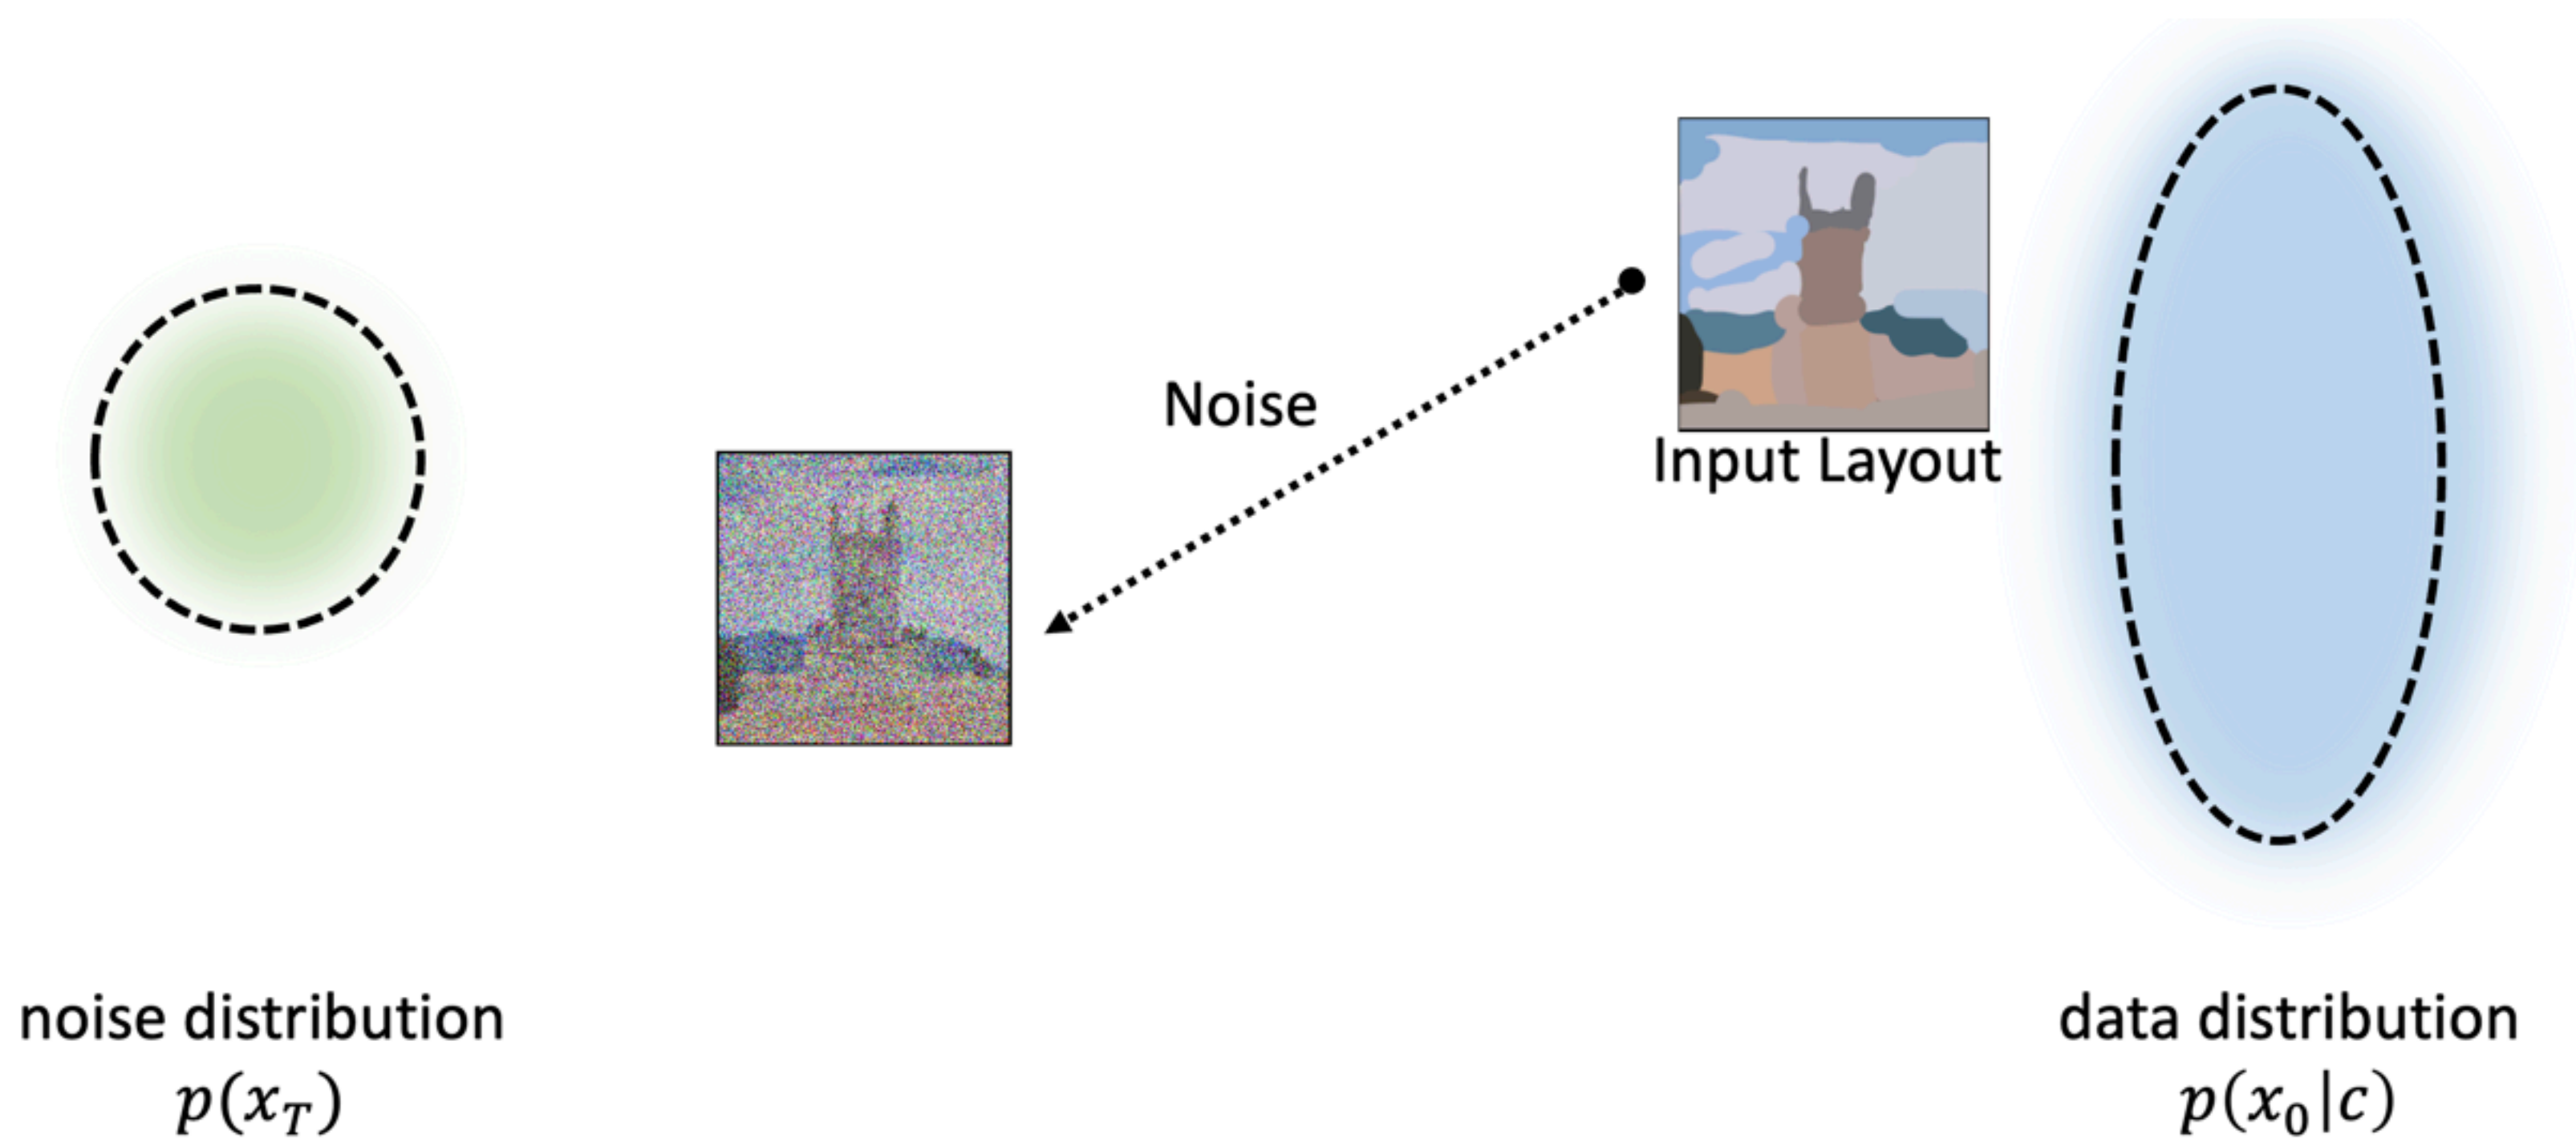 Noise
Input Layout
noise distribution
p(x_T)
data distribution
p(x_0|c)